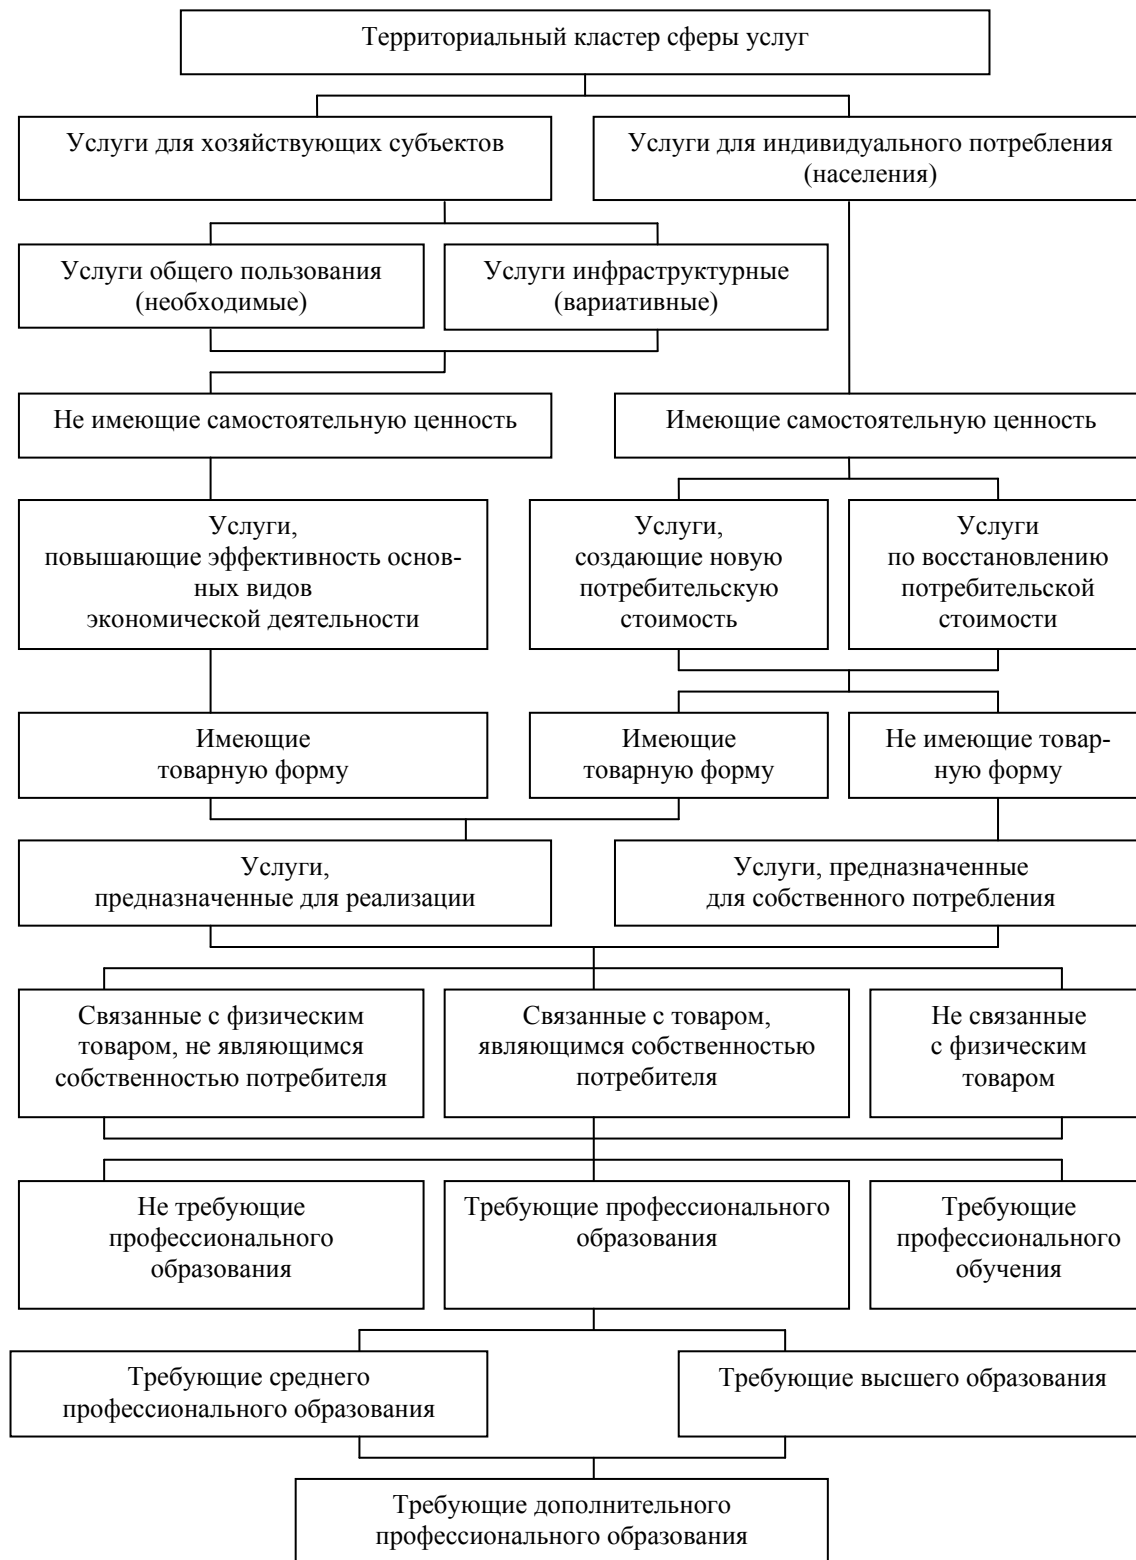 Территориальный кластер сферы услуг
Услуги для хозяйствующих субъектов
Услуги для индивидуального потребления
(населения)
Услуги общего пользования
(необходимые)
Услуги инфраструктурные
(вариативные)
Не имеющие самостоятельную ценность
Имеющие самостоятельную ценность
Услуги,
повышающие эффективность основ-
ных видов
экономической деятельности
Услуги,
создающие новую
потребительскую
стоимость
Услуги
по восстановлению
потребительской
стоимости
Имеющие
товарную форму
Имеющие
товарную форму
Не имеющие товар-
ную форму
Услуги,
предназначенные для реализации
Услуги, предназначенные
для собственного потребления
Связанные с физическим
товаром, не являющимся
собственностью потребителя
Связанные с товаром,
являющимся собственностью
потребителя
Не связанные
с физическим
товаром
Не требующие
профессионального
образования
Требующие профессионального
образования
Требующие
профессионального
обучения
Требующие среднего
профессионального образования
Требующие высшего образования
Требующие дополнительного
профессионального образования